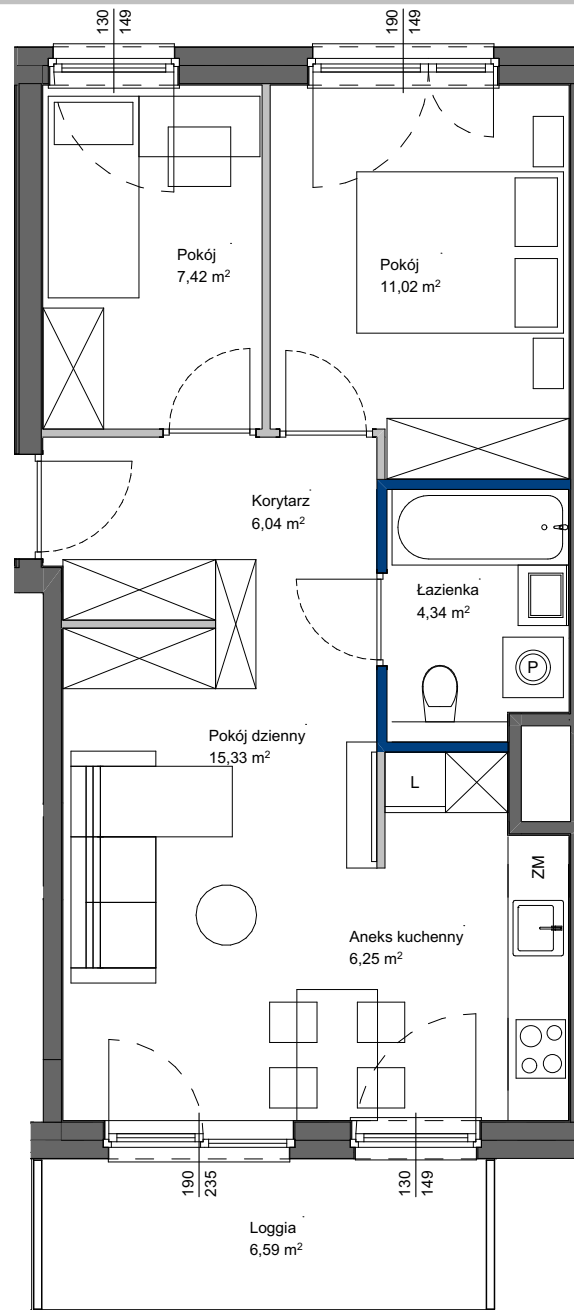 130
149
190
149
Pokój
7,42 m²
Pokój
11,02 m²
Korytarz
6,04 m²
Łazienka
4,34 m²
P
Pokój dzienny
15,33 m²
L
ZM
Aneks kuchenny
6,25 m²
190
235
130
149
Loggia
6,59 m²